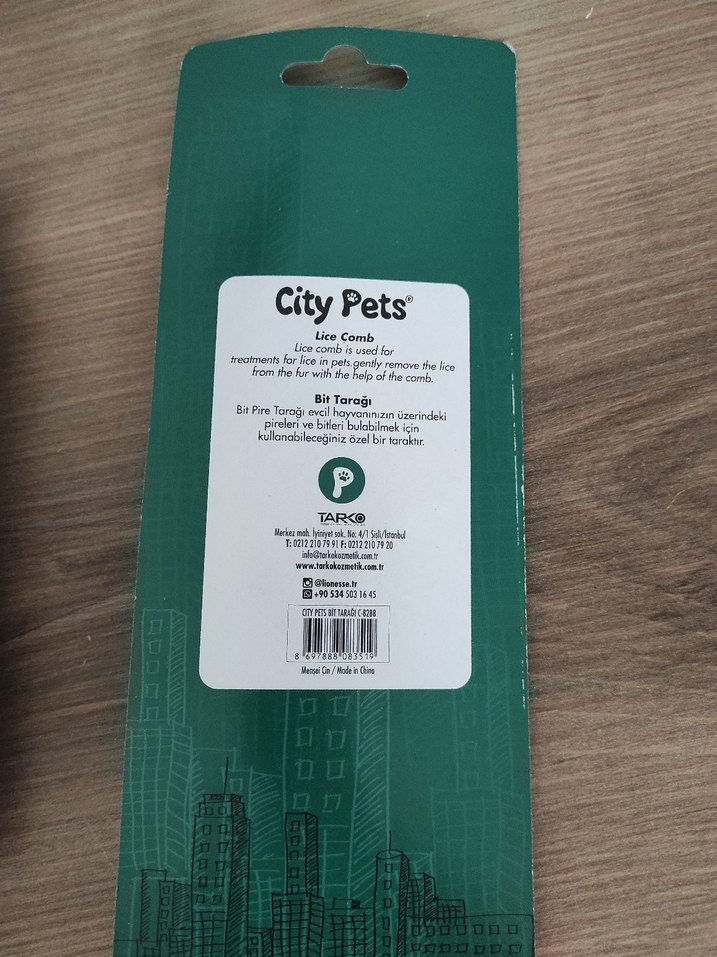 City Pets®
Lice Comb
Lice comb is used for
treatments for lice in pets.gently remove the lice
from the fur with the help of the comb.
Bit Tarağı
Bit Pire Tarağı evcil hayvanınızın üzerindeki
pireleri ve bitleri bulabilmek için
kullanabileceğiniz özel bir taraktır.
P
TARKO
Merkez mah. İyiniyet sok. No: 4/1 Şişli/İstanbul
T: 0212 210 79 91 F: 0212 210 79 20
info@tarkokozmetik.com.tr
www.tarkokozmetik.com.tr
@lionesse.tr
+90 534 503 16 45
CITY PETS BİT TARAĞI C-8288
8 697888 083519
Menşei Çin / Made in China